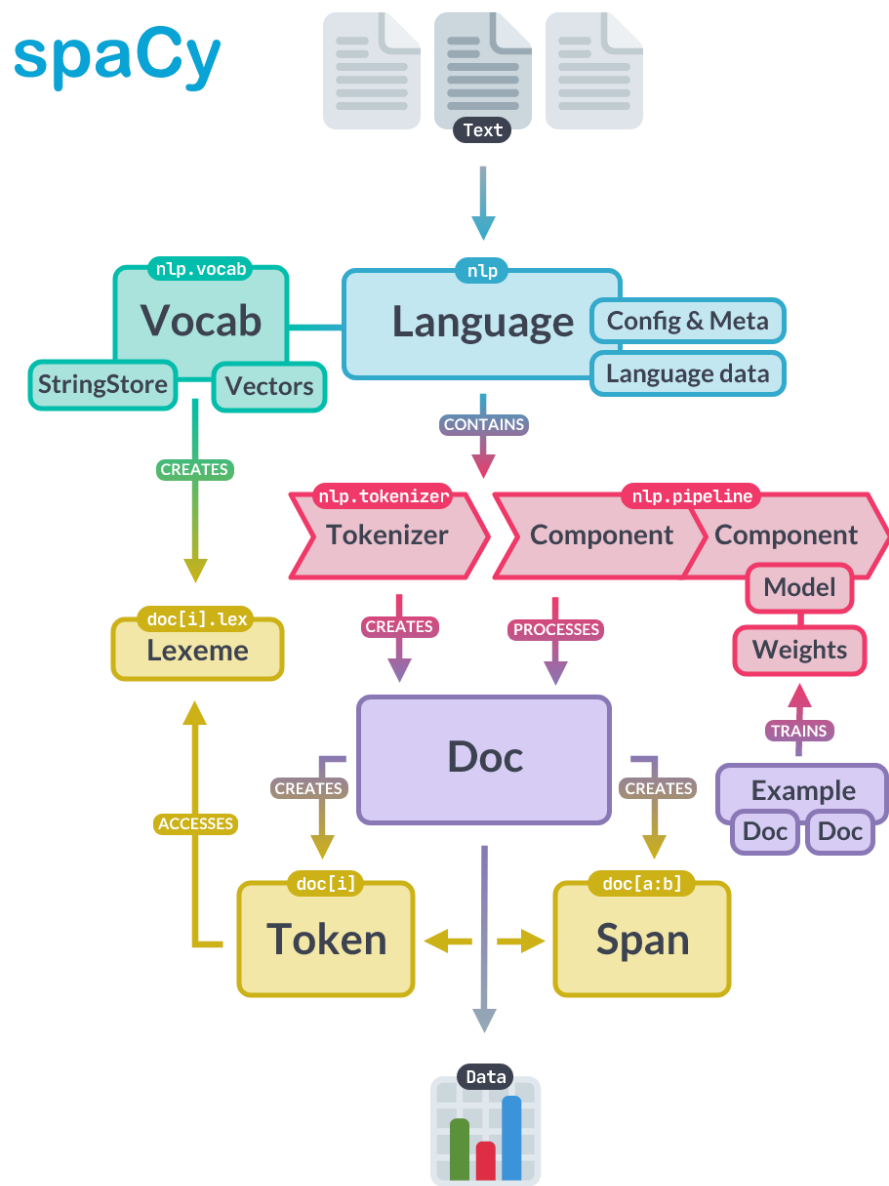 spaCy
Text
nlp.vocab
nlp
Vocab
Language
Config & Meta
StringStore
Vectors
Language data
CONTAINS
CREATES
nlp.tokenizer
nlp.pipeline
Tokenizer
Component
Component
Model
doc[i].lex
Lexeme
CREATES
PROCESSES
Weights
TRAINS
Doc
CREATES
CREATES
Example
Doc
Doc
ACCESSES
doc[i]
doc[a:b]
Token
Span
Data